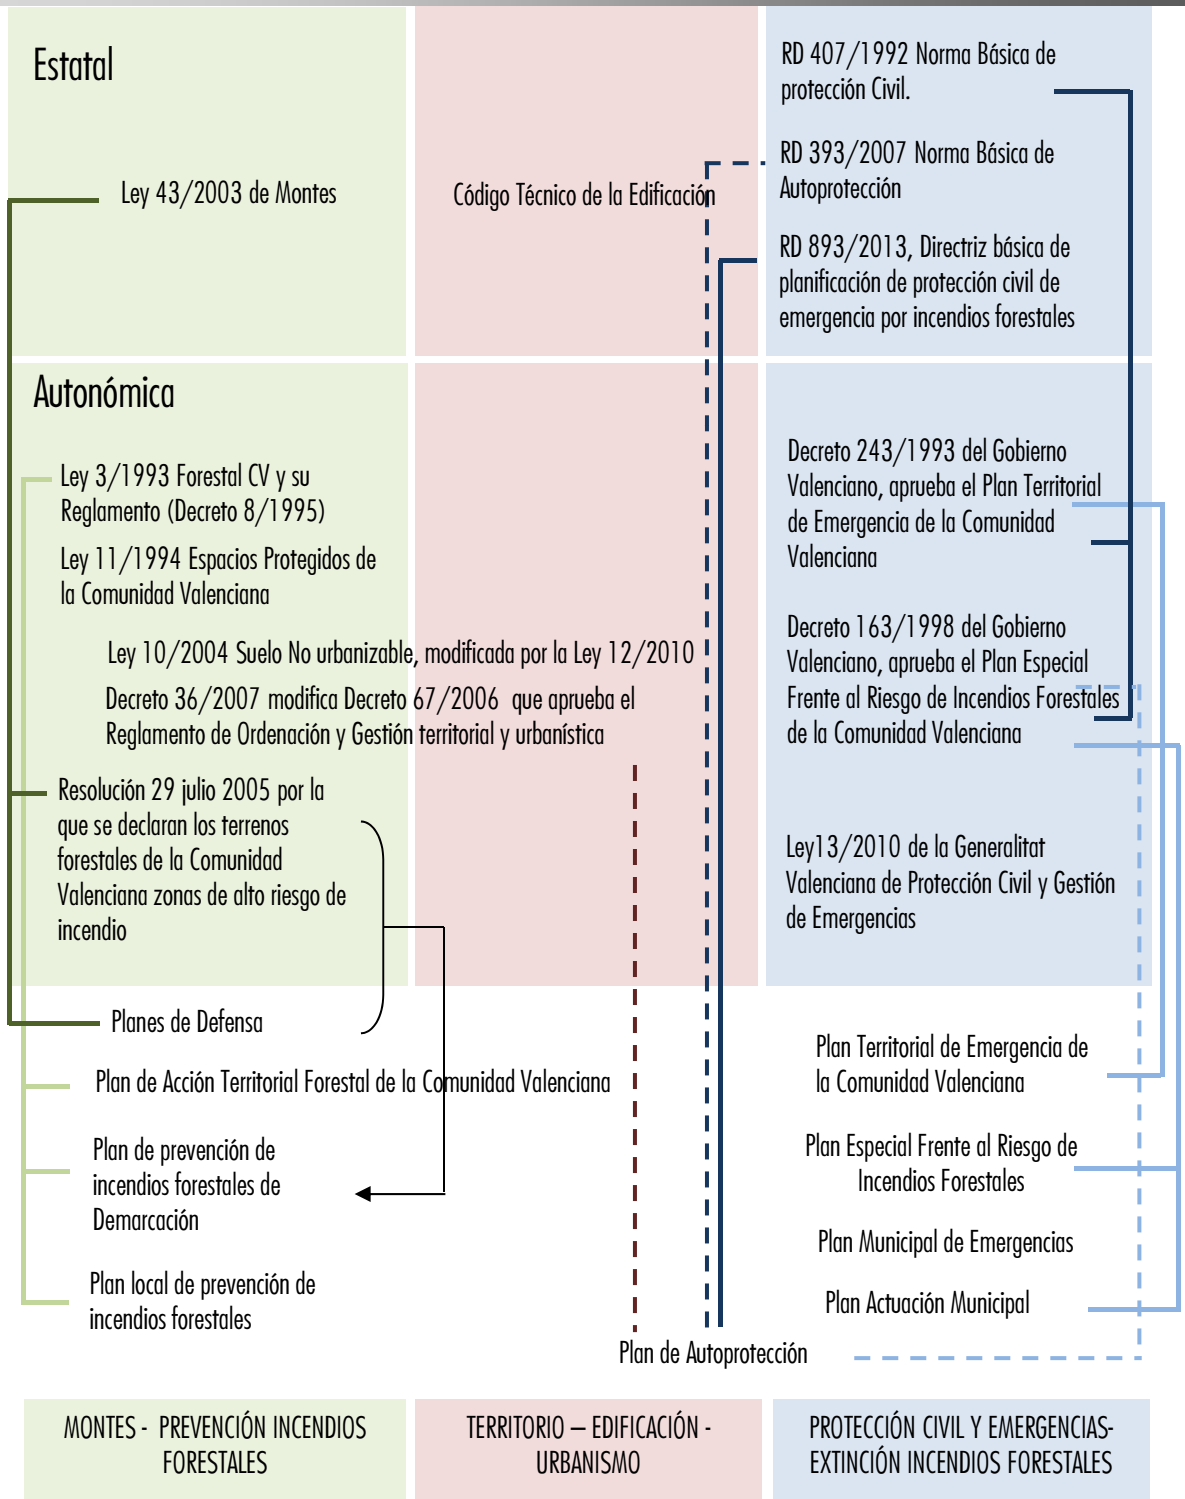 Estatal
Ley 43/2003 de Montes
Código Técnico de la Edificación
RD 407/1992 Norma Básica de
protección Civil.
RD 393/2007 Norma Básica de
Autoprotección
RD 893/2013, Directriz básica de
planificación de protección civil de
emergencia por incendios forestales
Autonómica
Ley 3/1993 Forestal CV y su
Reglamento (Decreto 8/1995)
Ley 11/1994 Espacios Protegidos de
la Comunidad Valenciana
Ley 10/2004 Suelo No urbanizable, modificada por la Ley 12/2010
Decreto 36/2007 modifica Decreto 67/2006 que aprueba el
Reglamento de Ordenación y Gestión territorial y urbanística
Resolución 29 julio 2005 por la
que se declaran los terrenos
forestales de la Comunidad
Valenciana zonas de alto riesgo de
incendio
Decreto 243/1993 del Gobierno
Valenciano, aprueba el Plan Territorial
de Emergencia de la Comunidad
Valenciana
Decreto 163/1998 del Gobierno
Valenciano, aprueba el Plan Especial
Frente al Riesgo de Incendios Forestales
de la Comunidad Valenciana
Ley13/2010 de la Generalitat
Valenciana de Protección Civil y Gestión
de Emergencias
Planes de Defensa
Plan de Acción Territorial Forestal de la Comunidad Valenciana
Plan de prevención de
incendios forestales de
Demarcación
Plan local de prevención de
incendios forestales
Plan Territorial de Emergencia de
la Comunidad Valenciana
Plan Especial Frente al Riesgo de
Incendios Forestales
Plan Municipal de Emergencias
Plan Actuación Municipal
Plan de Autoprotección
MONTES - PREVENCIÓN INCENDIOS
FORESTALES
TERRITORIO – EDIFICACIÓN -
URBANISMO
PROTECCIÓN CIVIL Y EMERGENCIAS-
EXTINCIÓN INCENDIOS FORESTALES